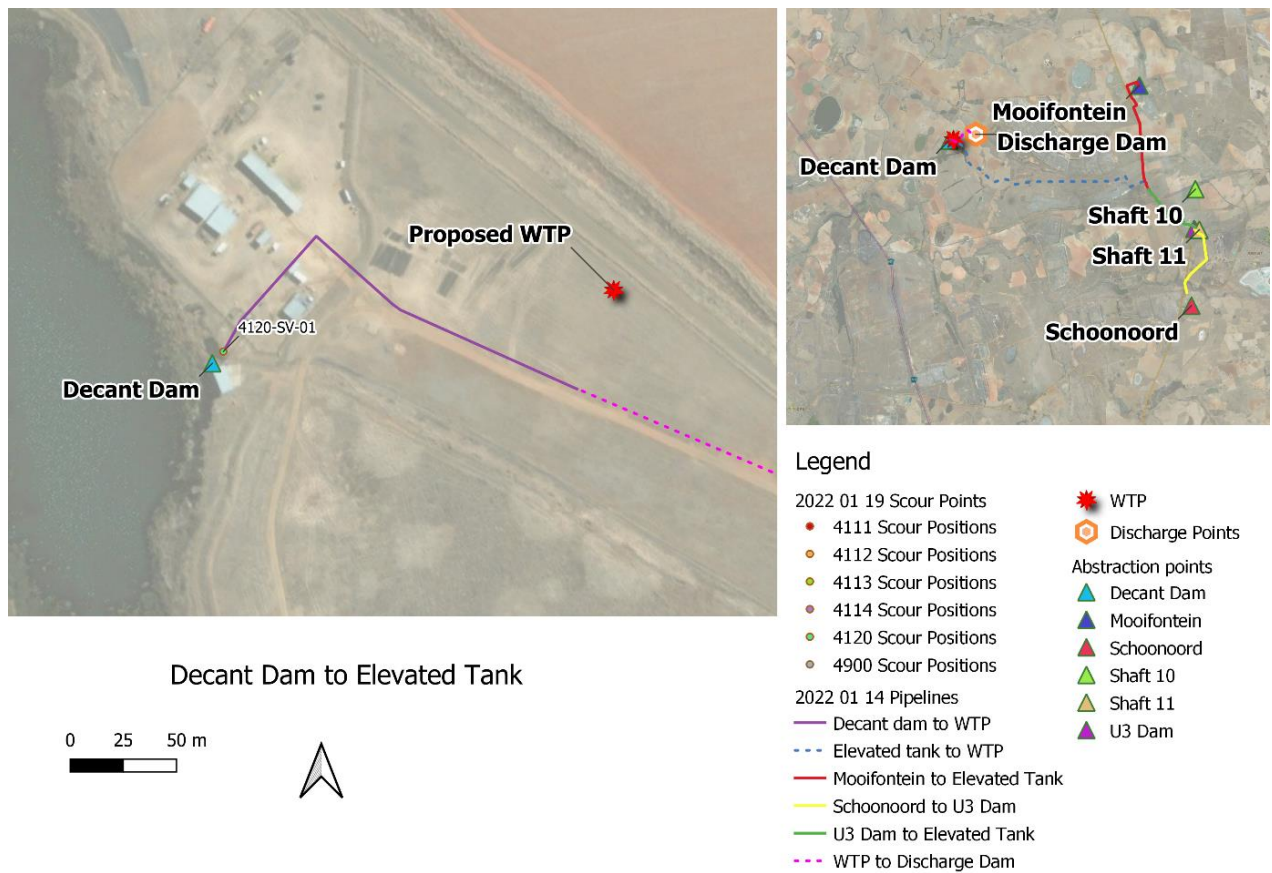 Proposed WTP
4120-SV-01
Decant Dam
Mooifontein
Discharge Dam
Decant Dam
Shaft 10
Shaft 11
Schoonoord
Decant Dam to Elevated Tank
0 25 50 m
Legend
2022 01 19 Scour Points
4111 Scour Positions
4112 Scour Positions
4113 Scour Positions
4114 Scour Positions
4120 Scour Positions
4900 Scour Positions
2022 01 14 Pipelines
Decant dam to WTP
Elevated tank to WTP
Mooifontein to Elevated Tank
Schoonoord to U3 Dam
U3 Dam to Elevated Tank
WTP to Discharge Dam
WTP
Discharge Points
Abstraction points
Decant Dam
Mooifontein
Schoonoord
Shaft 10
Shaft 11
U3 Dam